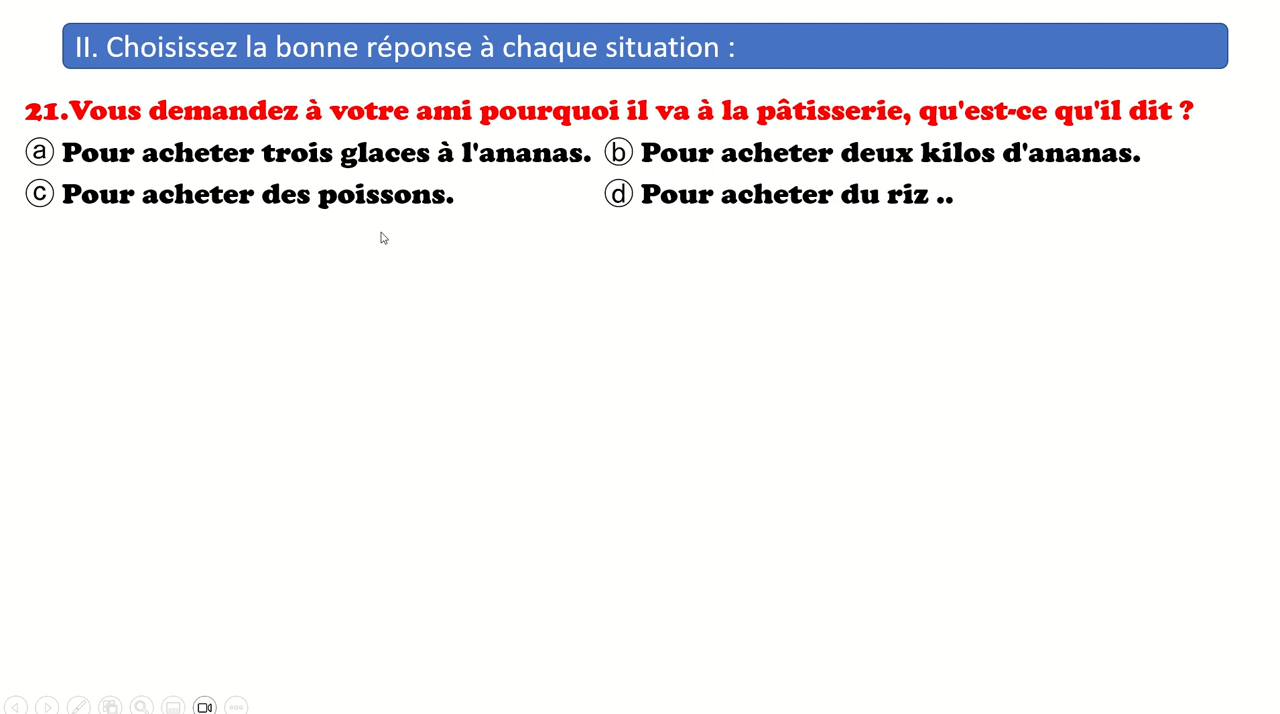 II. Choisissez la bonne réponse à chaque situation :
21.Vous demandez à votre ami pourquoi il va à la pâtisserie, qu'est-ce qu'il dit ?
ⓐ Pour acheter trois glaces à l'ananas. ⓑ Pour acheter deux kilos d'ananas.
ⓒ Pour acheter des poissons. ⓓ Pour acheter du riz ..